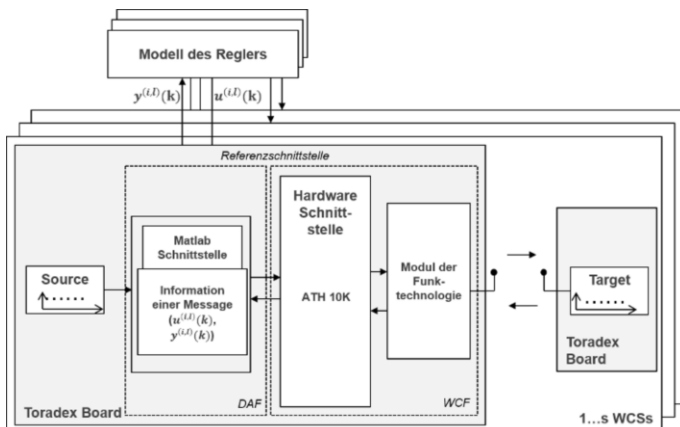 Modell des Reglers
y^(i,l)(k) u^(i,l)(k)
Referenzschnittstelle
Source
Matlab
Schnittstelle
Information
einer Message
(u^(i,l)(k),
y^(i,l)(k))
DAF
Hardware
Schnitt-
stelle
ATH 10K
Modul der
Funk-
technologie
WCF
Toradex Board
Target
Toradex
Board
1...s WCSs